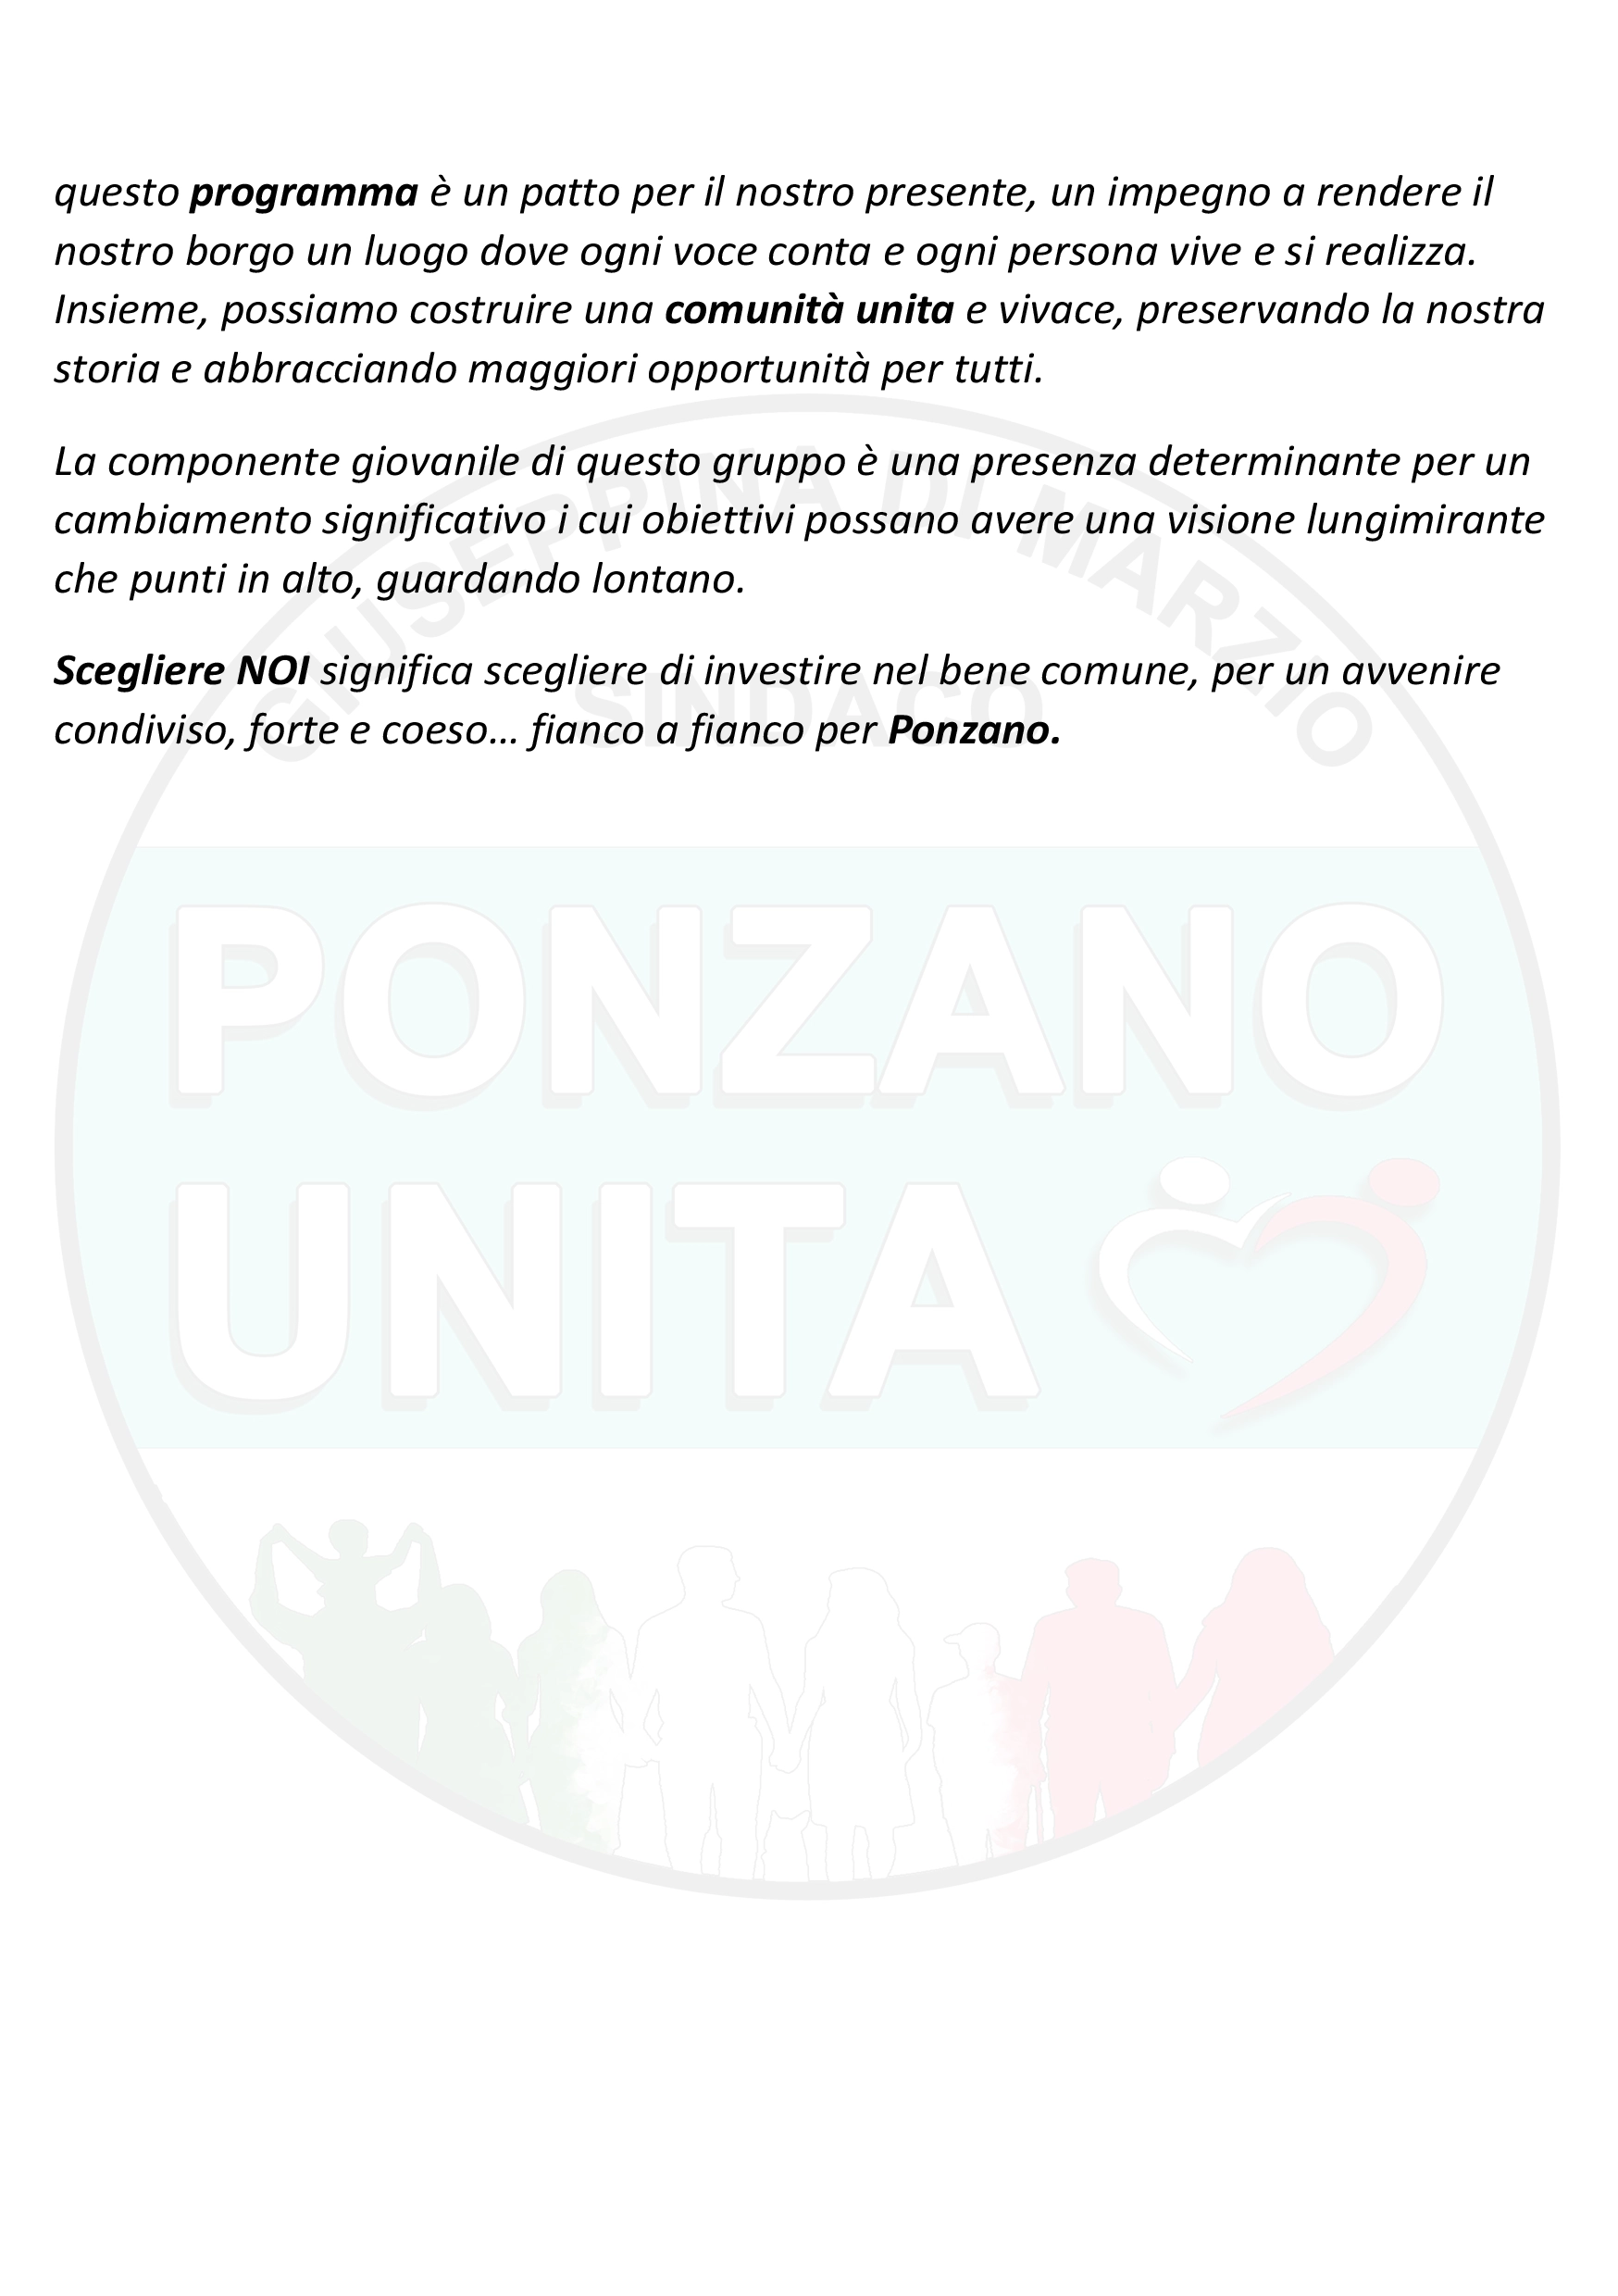 questo programma è un patto per il nostro presente, un impegno a rendere il
nostro borgo un luogo dove ogni voce conta e ogni persona vive e si realizza.
Insieme, possiamo costruire una comunità unita e vivace, preservando la nostra
storia e abbracciando maggiori opportunità per tutti.
La componente giovanile di questo gruppo è una presenza determinante per un
cambiamento significativo i cui obiettivi possano avere una visione lungimirante
che punti in alto, guardando lontano.
Scegliere NOI significa scegliere di investire nel bene comune, per un avvenire
condiviso, forte e coeso... fianco a fianco per Ponzano.
GIUSEPPINA DI MARZIO
SINDACO
PONZANO
UNITA